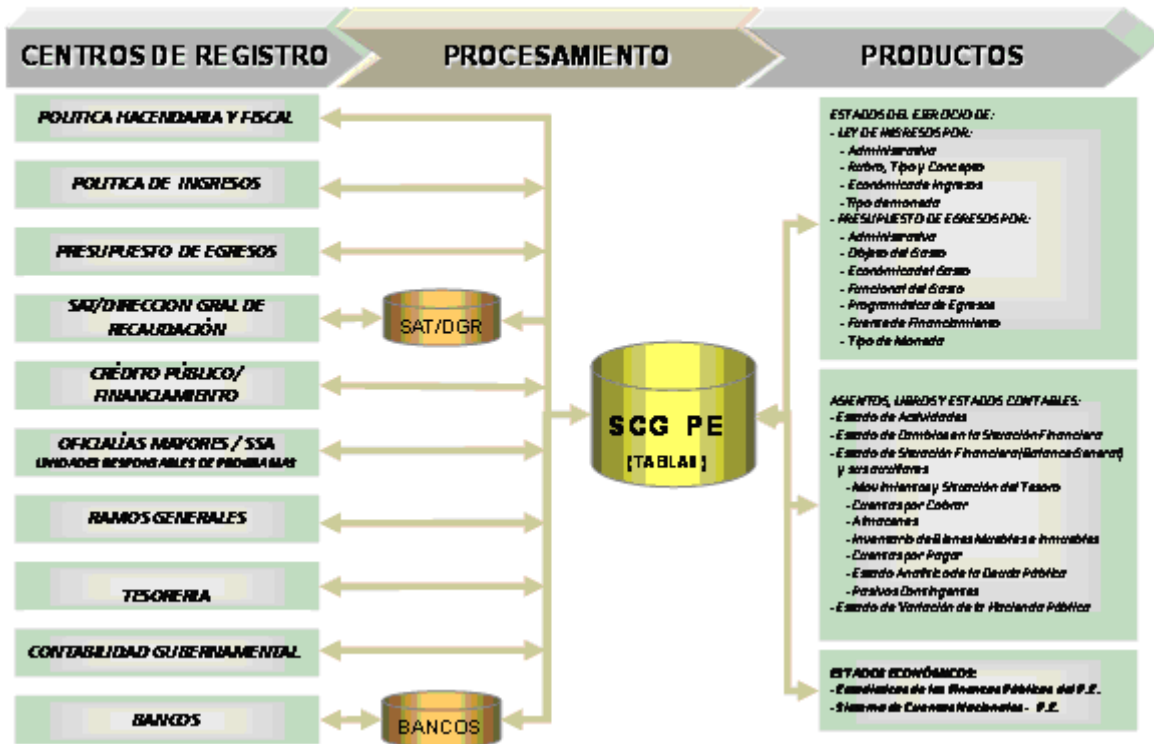 CENTROS DE REGISTRO
PROCESAMIENTO
PRODUCTOS
POLITICA HACENDARIA Y FISCAL
POLITICA DE INGRESOS
PRESUPUESTO DE EGRESOS
SAT/DIRECCION GRAL DE
RECAUDACIÓN
CRÉDITO PÚBLICO/
FINANCIAMIENTO
OFICIALÍAS MAYORES / SSA
UNIDADES RESPONSABLES DE PROGRAMAS
RAMOS GENERALES
TESORERIA
CONTABILIDAD GUBERNAMENTAL
BANCOS
SAT/DGR
BANCOS
SCG PE
(TABLAS)
ESTADOS DEL EJERCICIO DE:
- LEY DE INGRESOS POR:
- Administrativa
- Rubro, Tipo y Concepto
- Económica de Ingresos
- Tipo de moneda
- PRESUPUESTO DE EGRESOS POR:
- Administrativa
- Objeto del Gasto
- Económica del Gasto
- Funcional del Gasto
- Programática de Egresos
- Fuente de Financiamiento
- Tipo de Moneda
ASIENTOS, LIBROS Y ESTADOS CONTABLES:
- Estado de Actividades
- Estado de Cambios en la Situación Financiera
- Estado de Situación Financiera (Balance General)
y sus auxiliares
- Movimientos y Situación del Tesoro
- Cuentas por Cobrar
- Almacenes
- Inventario de Bienes Muebles e Inmuebles
- Cuentas por Pagar
- Estado Analítico de la Deuda Pública
- Pasivos Contingentes
- Estado de Variación de la Hacienda Pública
ESTADOS ECONÓMICOS:
- Estadísticas de las Finanzas Públicas del P.E.
- Sistema de Cuentas Nacionales - P.E.